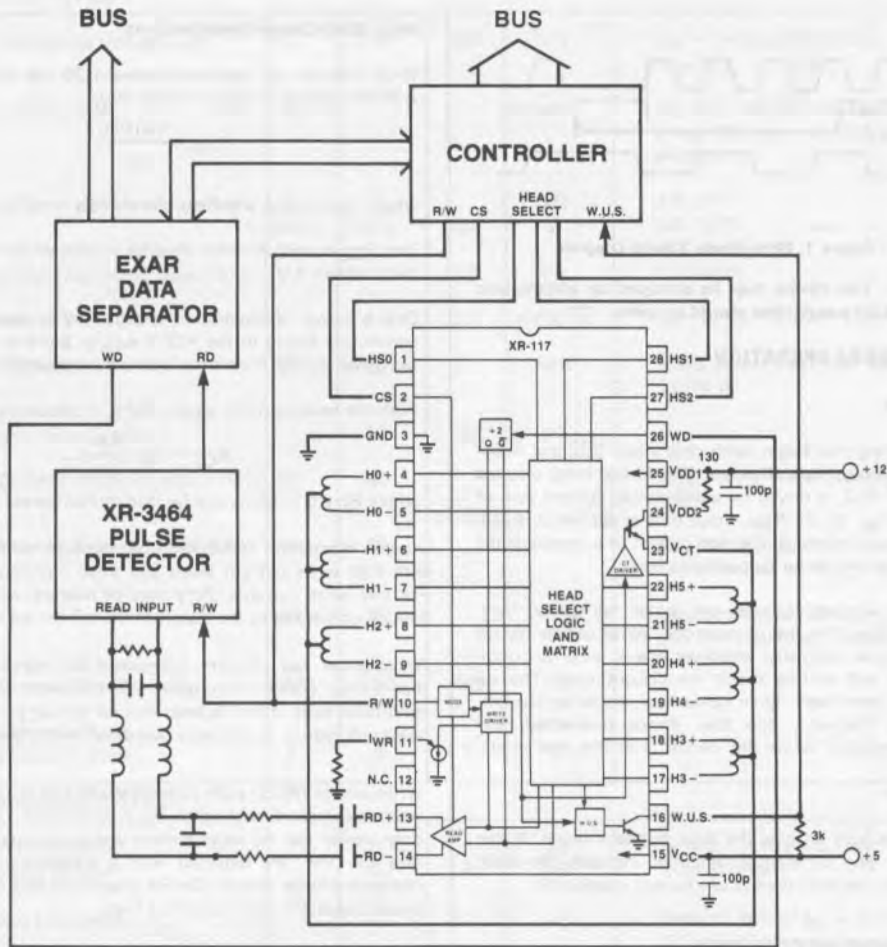 BUS
BUS
CONTROLLER
R/W CS HEAD SELECT W.U.S.
EXAR
DATA
SEPARATOR
WD RD
XR-3464
PULSE
DETECTOR
READ INPUT R/W
XR-117
HS0 1
CS 2
GND 3
H0+ 4
H0- 5
H1+ 6
H1- 7
H2+ 8
H2- 9
R/W 10
IWR 11
N.C. 12
RD+ 13
RD- 14
28 HS1
27 HS2
26 WD
25 VDD1
24 VDD2
23 VCT
22 H5+
21 H5-
20 H4+
19 H4-
18 H3+
17 H3-
16 W.U.S.
15 VCC
130
100p
+12
3k
+5
100p
÷2
Q Q̅
CT
DRIVER
HEAD
SELECT
LOGIC
AND
MATRIX
WRITE
DRIVER
READ
AMP